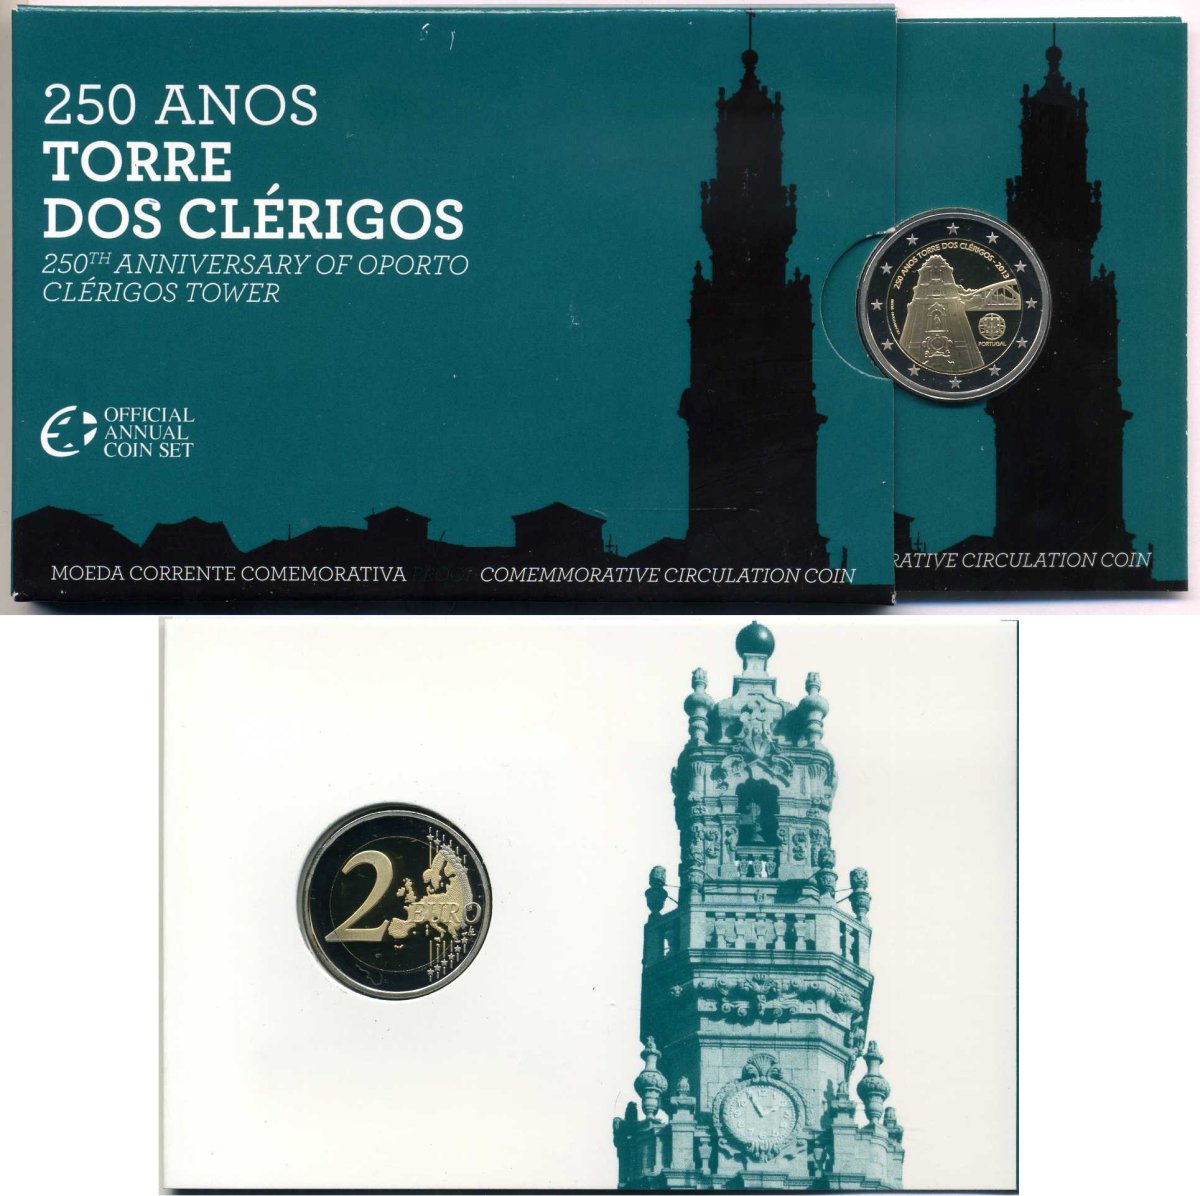 250 ANOS
TORRE
DOS CLÉRIGOS
250TH ANNIVERSARY OF OPORTO
CLÉRIGOS TOWER
OFFICIAL
ANNUAL
COIN SET
MOEDA CORRENTE COMEMORATIVA PROOF COMEMMORATIVE CIRCULATION COIN
250 ANOS TORRE DOS CLÉRIGOS - 2013
PORTUGAL
RATIVE CIRCULATION COIN
2
EURO